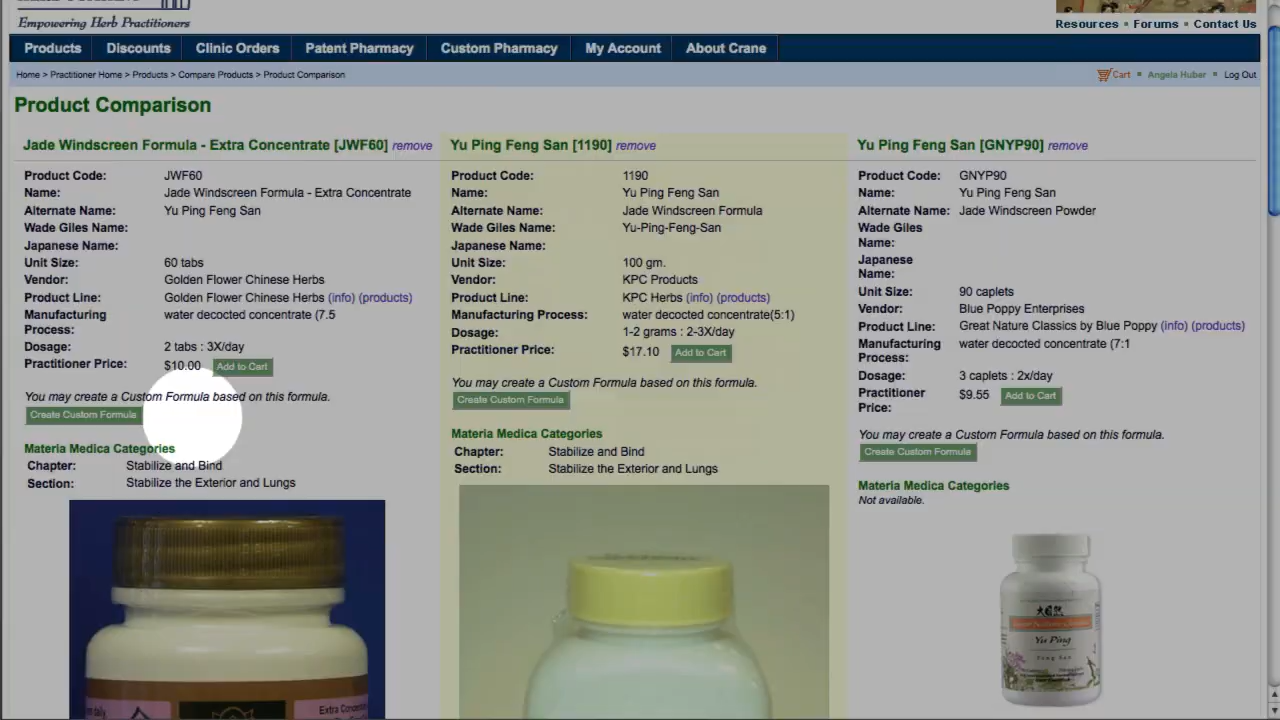 Empowering Herb Practitioners
Resources ▪ Forums ▪ Contact Us
Products Discounts Clinic Orders Patent Pharmacy Custom Pharmacy My Account About Crane
Home > Practitioner Home > Products > Compare Products > Product Comparison
Cart ▪ Angela Huber ▪ Log Out
Product Comparison
Jade Windscreen Formula - Extra Concentrate [JWF60] remove
Product Code: JWF60
Name: Jade Windscreen Formula - Extra Concentrate
Alternate Name: Yu Ping Feng San
Wade Giles Name:
Japanese Name:
Unit Size: 60 tabs
Vendor: Golden Flower Chinese Herbs
Product Line: Golden Flower Chinese Herbs (info) (products)
Manufacturing Process: water decocted concentrate (7.5
Dosage: 2 tabs : 3X/day
Practitioner Price: $10.00 Add to Cart
You may create a Custom Formula based on this formula.
Create Custom Formula
Materia Medica Categories
Chapter: Stabilize and Bind
Section: Stabilize the Exterior and Lungs
Extra Concen
Yu Ping Feng San [1190] remove
Product Code: 1190
Name: Yu Ping Feng San
Alternate Name: Jade Windscreen Formula
Wade Giles Name: Yu-Ping-Feng-San
Japanese Name:
Unit Size: 100 gm.
Vendor: KPC Products
Product Line: KPC Herbs (info) (products)
Manufacturing Process: water decocted concentrate(5:1)
Dosage: 1-2 grams : 2-3X/day
Practitioner Price: $17.10 Add to Cart
You may create a Custom Formula based on this formula.
Create Custom Formula
Materia Medica Categories
Chapter: Stabilize and Bind
Section: Stabilize the Exterior and Lungs
Yu Ping Feng San [GNYP90] remove
Product Code: GNYP90
Name: Yu Ping Feng San
Alternate Name: Jade Windscreen Powder
Wade Giles Name:
Japanese Name:
Unit Size: 90 caplets
Vendor: Blue Poppy Enterprises
Product Line: Great Nature Classics by Blue Poppy (info) (products)
Manufacturing Process: water decocted concentrate (7:1
Dosage: 3 caplets : 2x/day
Practitioner Price: $9.55 Add to Cart
You may create a Custom Formula based on this formula.
Create Custom Formula
Materia Medica Categories
Not available.
大自然
Yu Ping
Feng San